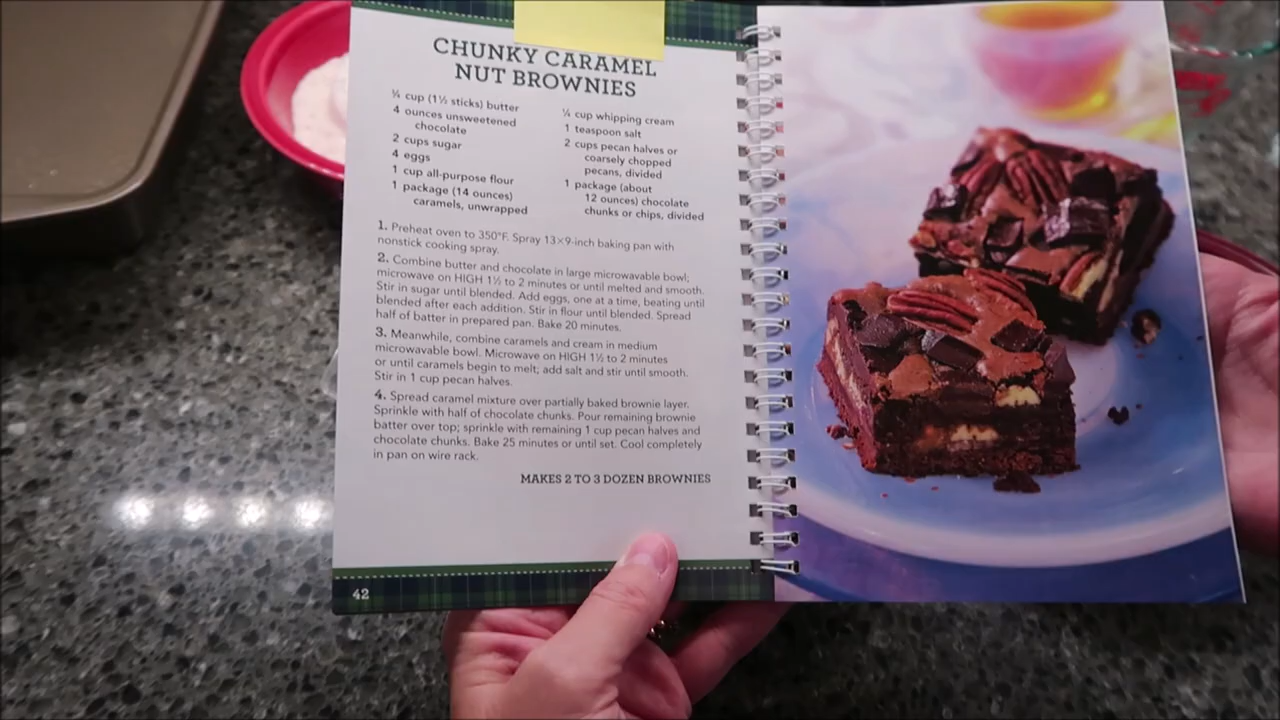 CHUNKY CARAMEL
NUT BROWNIES
¾ cup (1½ sticks) butter
4 ounces unsweetened
chocolate
2 cups sugar
4 eggs
1 cup all-purpose flour
1 package (14 ounces)
caramels, unwrapped
¼ cup whipping cream
1 teaspoon salt
2 cups pecan halves or
coarsely chopped
pecans, divided
1 package (about
12 ounces) chocolate
chunks or chips, divided
1. Preheat oven to 350°F. Spray 13×9-inch baking pan with
nonstick cooking spray.
2. Combine butter and chocolate in large microwavable bowl;
microwave on HIGH 1½ to 2 minutes or until melted and smooth.
Stir in sugar until blended. Add eggs, one at a time, beating until
blended after each addition. Stir in flour until blended. Spread
half of batter in prepared pan. Bake 20 minutes.
3. Meanwhile, combine caramels and cream in medium
microwavable bowl. Microwave on HIGH 1½ to 2 minutes
or until caramels begin to melt; add salt and stir until smooth.
Stir in 1 cup pecan halves.
4. Spread caramel mixture over partially baked brownie layer.
Sprinkle with half of chocolate chunks. Pour remaining brownie
batter over top; sprinkle with remaining 1 cup pecan halves and
chocolate chunks. Bake 25 minutes or until set. Cool completely
in pan on wire rack.
MAKES 2 TO 3 DOZEN BROWNIES
42